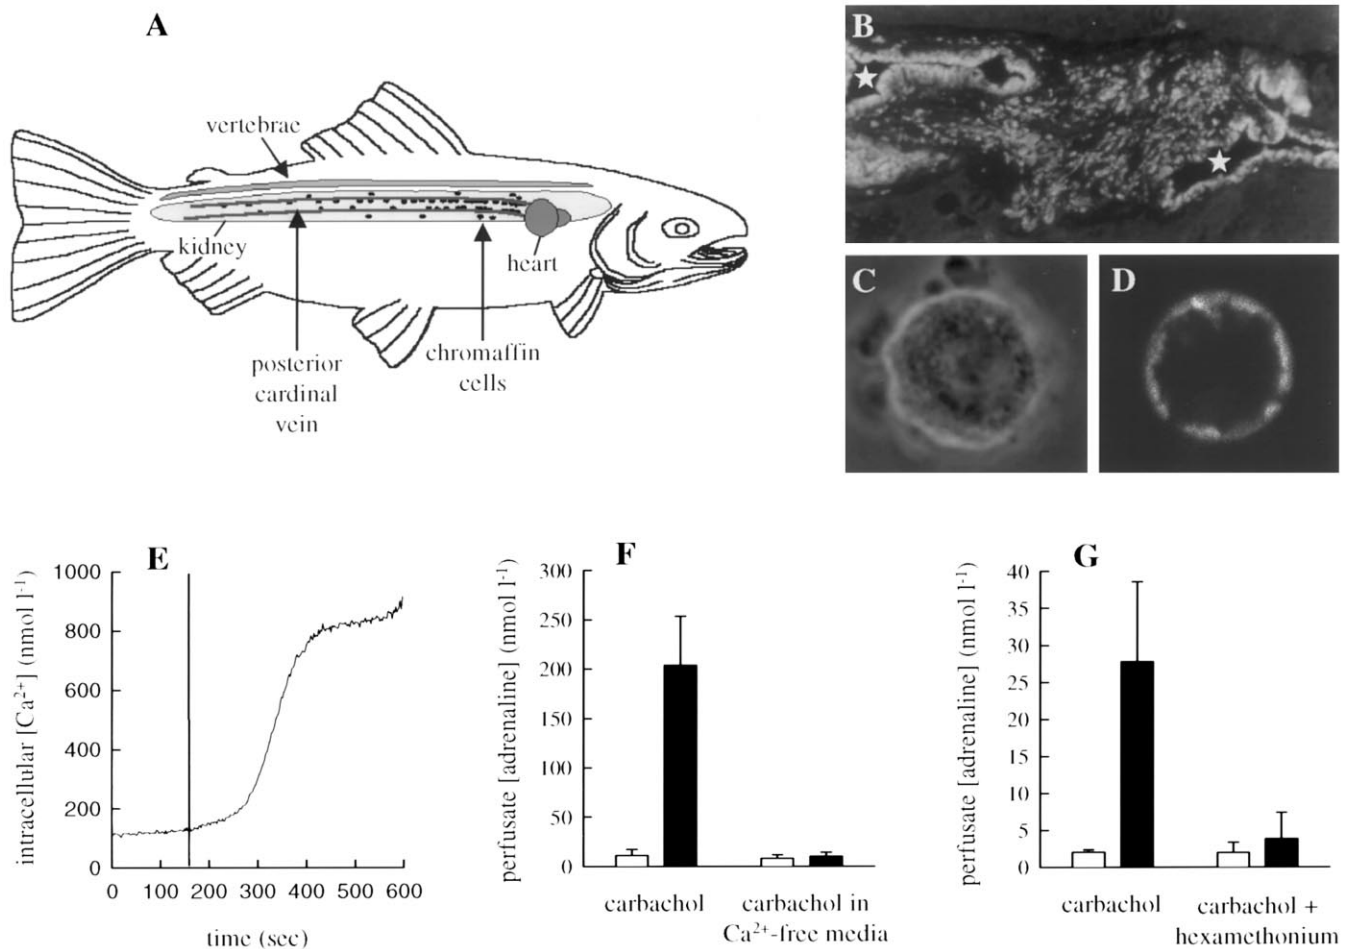 A
vertebrae
kidney
heart
posterior
cardinal
vein
chromaffin
cells
B
C
D
E
intracellular [Ca²⁺] (nmol l⁻¹)
1000
800
600
400
200
0
0 100 200 300 400 500 600
time (sec)
F
perfusate [adrenaline] (nmol l⁻¹)
300
250
200
150
100
50
0
carbachol
carbachol in
Ca²⁺-free media
G
perfusate [adrenaline] (nmol l⁻¹)
40
35
30
25
20
15
10
5
0
carbachol
carbachol +
hexamethonium